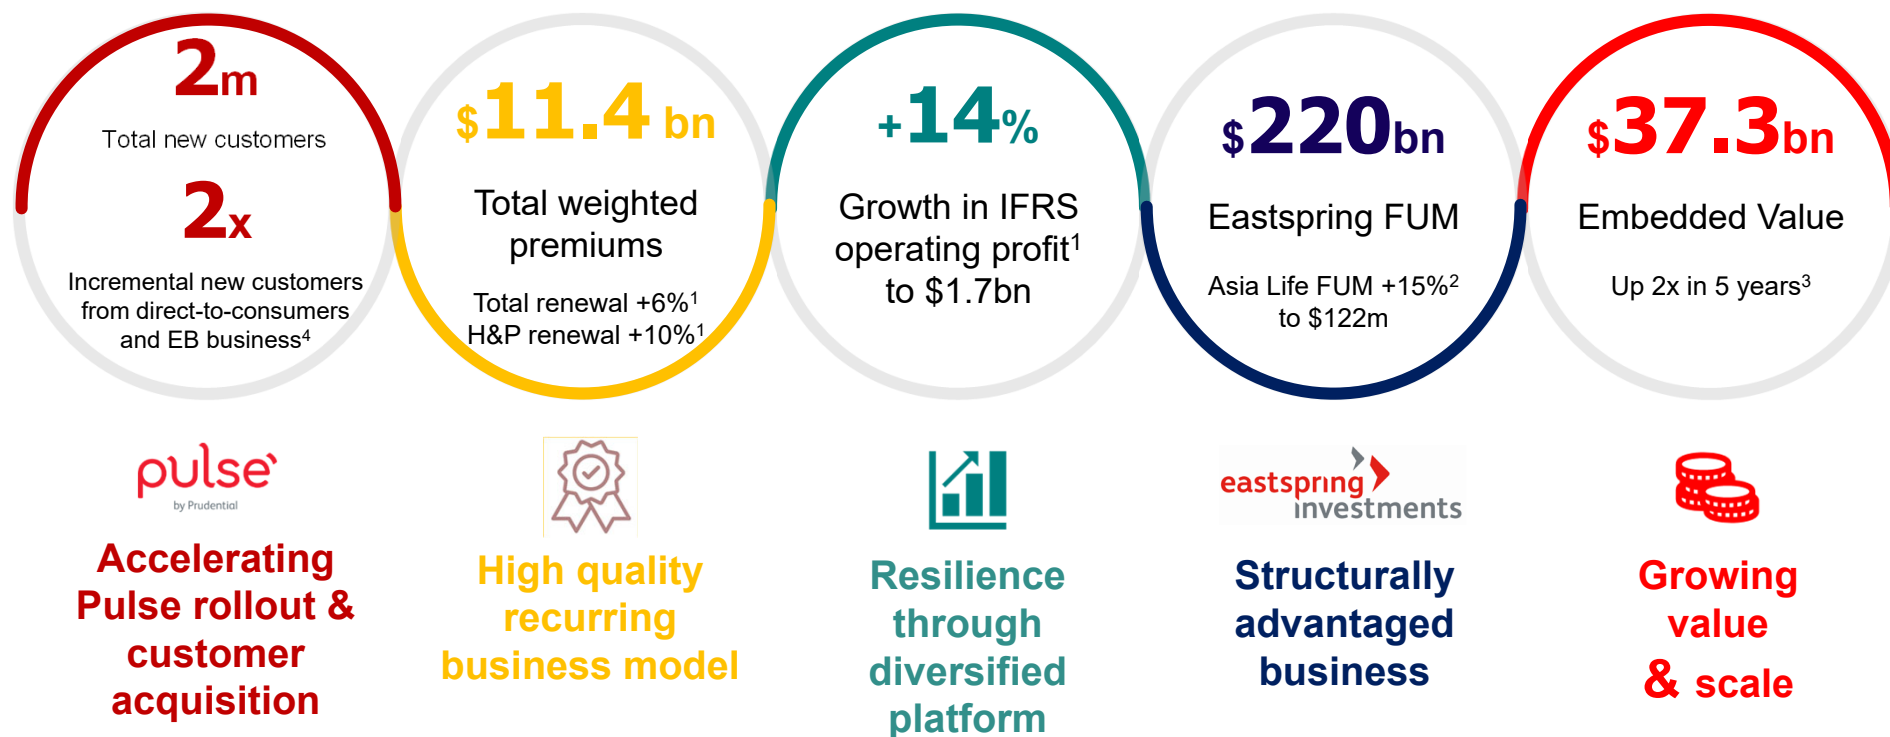 2m
Total new customers
2x
Incremental new customers
from direct-to-consumers
and EB business4
$11.4 bn
Total weighted
premiums
Total renewal +6%1
H&P renewal +10%1
+14%
Growth in IFRS
operating profit1
to $1.7bn
$220bn
Eastspring FUM
Asia Life FUM +15%2
to $122m
$37.3bn
Embedded Value
Up 2x in 5 years3
pulse
by Prudential
Accelerating
Pulse rollout &
customer
acquisition
High quality
recurring
business model
Resilience
through
diversified
platform
eastspring
investments
Structurally
advantaged
business
Growing
value
& scale